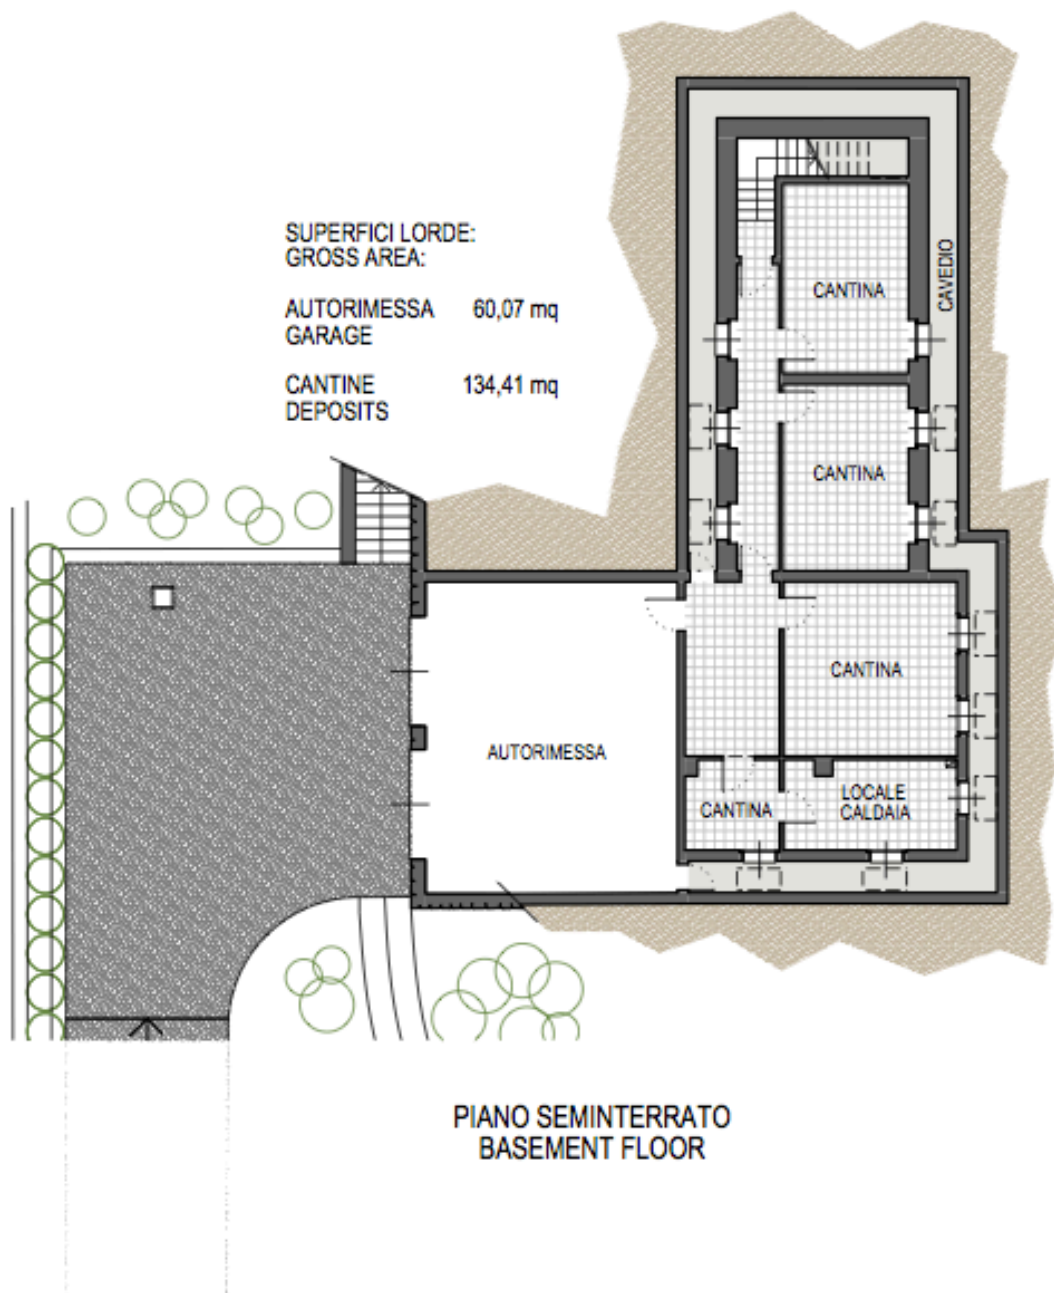 SUPERFICI LORDE:
GROSS AREA:
AUTORIMESSA 60,07 mq
GARAGE
CANTINE 134,41 mq
DEPOSITS
CANTINA
CAVEDIO
CANTINA
CANTINA
AUTORIMESSA
CANTINA
LOCALE
CALDAIA
PIANO SEMINTERRATO
BASEMENT FLOOR